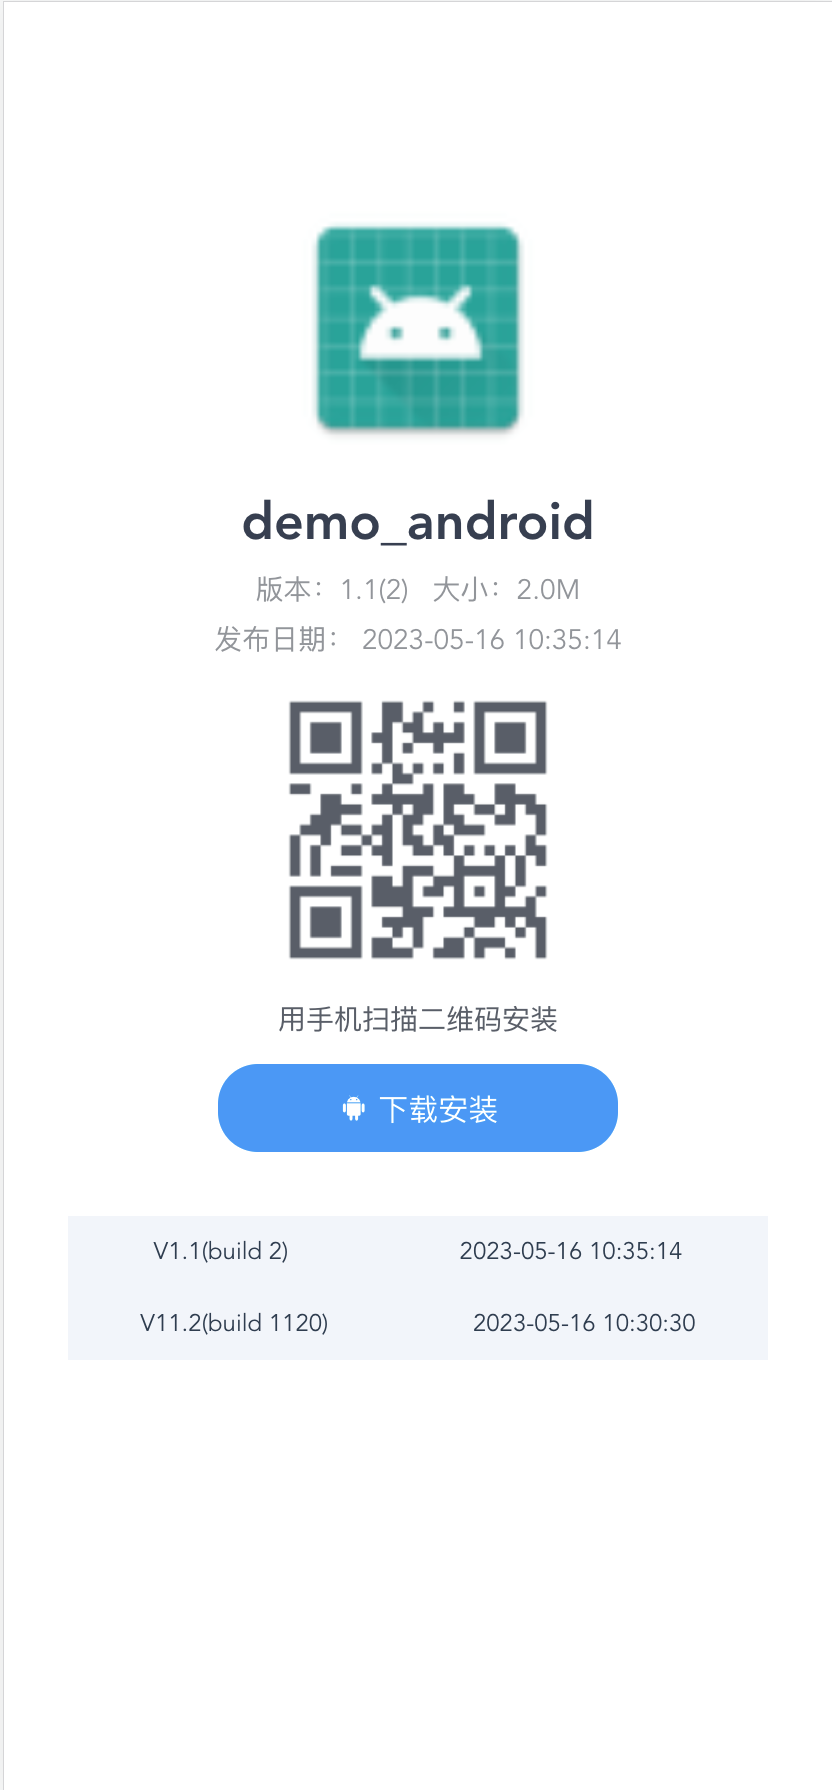 demo_android
版本：1.1(2) 大小：2.0M
发布日期： 2023-05-16 10:35:14
用手机扫描二维码安装
下载安装
V1.1(build 2) 2023-05-16 10:35:14
V11.2(build 1120) 2023-05-16 10:30:30